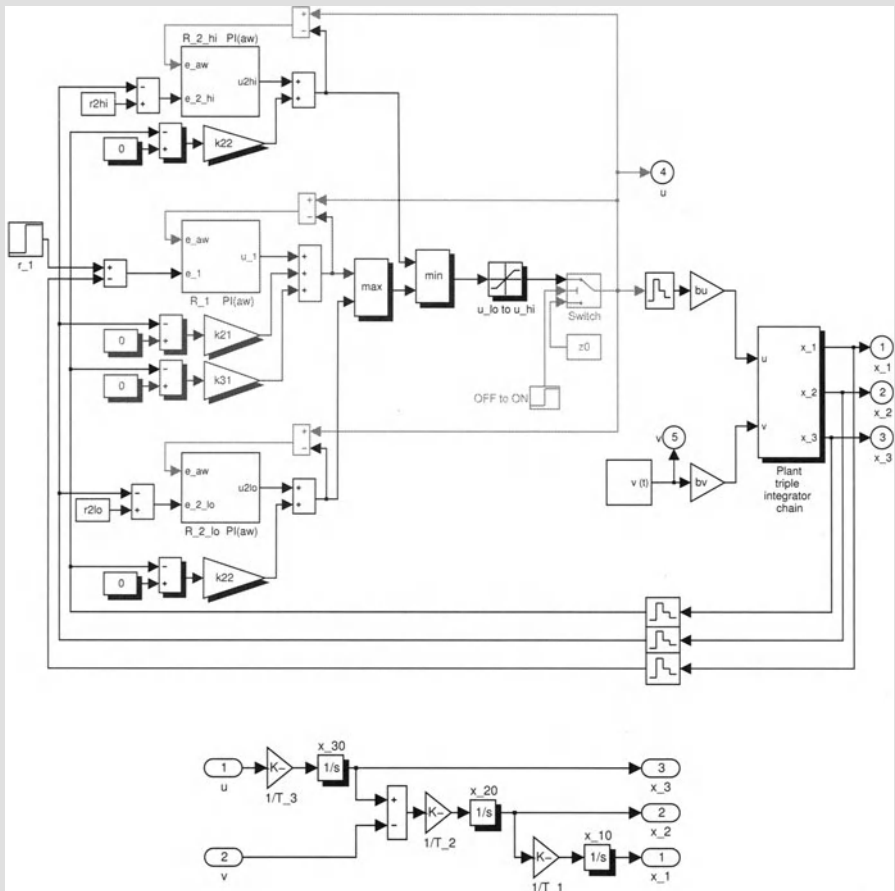 R_2_hi PI(aw)
+
−
e_aw
u2hi
e_2_hi
−
+
r2hi
+
+
−
+
0
k22
4
u
+
−
r_1
e_aw
u_1
e_1
R_1 PI(aw)
+
−
+
+
+
max
min
u_lo to u_hi
Switch
z0
OFF to ON
−
+
0
k21
−
+
0
k31
bu
u
v
x_1
x_2
x_3
Plant
triple
integrator
chain
1
x_1
2
x_2
3
x_3
v
5
v (t)
bv
+
−
e_aw
u2lo
e_2_lo
R_2_lo PI(aw)
−
+
r2lo
+
+
−
+
0
k22
x_30
1
u
K−
1/T_3
1/s
3
x_3
+
−
x_20
K−
1/T_2
1/s
2
x_2
x_10
2
v
K−
1/T_1
1/s
1
x_1